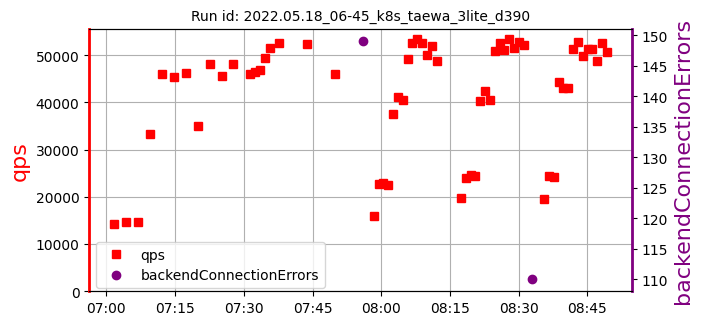 Run id: 2022.05.18_06-45_k8s_taewa_3lite_d390
qps
50000
40000
30000
20000
10000
0
150
145
140
135
130
125
120
115
110
backendConnectionErrors
qps
backendConnectionErrors
07:00 07:15 07:30 07:45 08:00 08:15 08:30 08:45